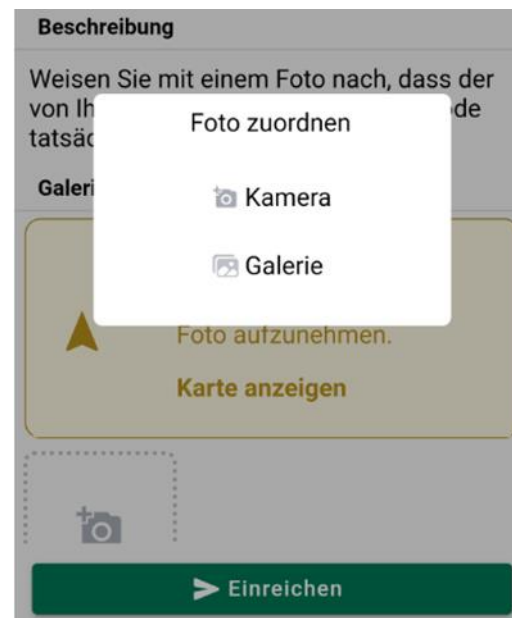 Beschreibung
Weisen Sie mit einem Foto nach, dass der
von Ih
de
tatsäc
Foto zuordnen
Galeri
Kamera
Galerie
Foto aufzunehmen.
Karte anzeigen
Einreichen